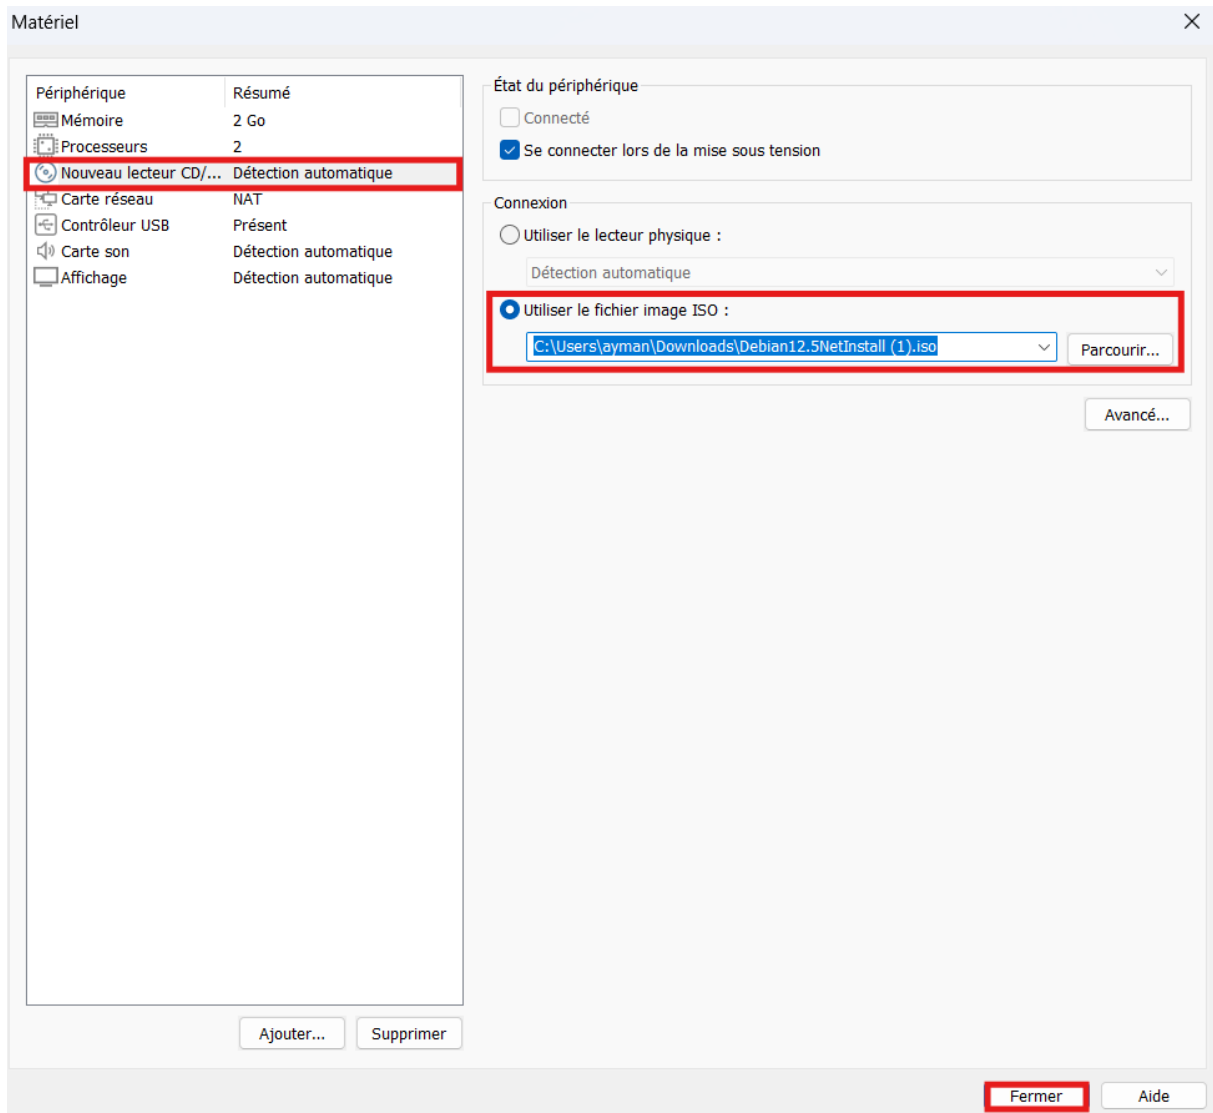 Matériel
Périphérique Résumé
Mémoire 2 Go
Processeurs 2
Nouveau lecteur CD/... Détection automatique
Carte réseau NAT
Contrôleur USB Présent
Carte son Détection automatique
Affichage Détection automatique
Ajouter... Supprimer
État du périphérique
Connecté
Se connecter lors de la mise sous tension
Connexion
Utiliser le lecteur physique :
Détection automatique
Utiliser le fichier image ISO :
C:\Users\ayman\Downloads\Debian12.5NetInstall (1).iso
Parcourir...
Avancé...
Fermer Aide